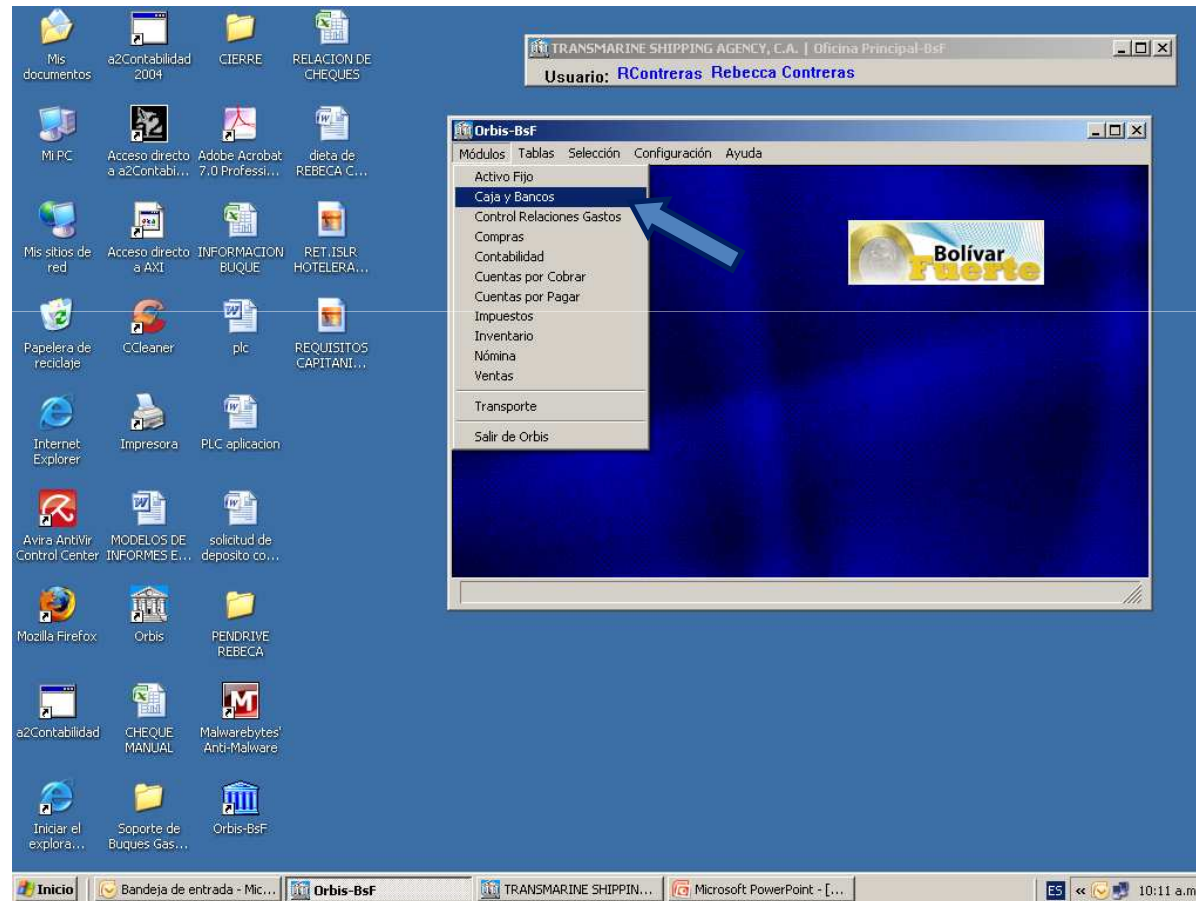 Mis
documentos
a2Contabilidad
2004
CIERRE
RELACION DE
CHEQUES
Mi PC
Acceso directo
a a2Contabi...
Adobe Acrobat
7.0 Professi...
dieta de
REBECA C...
Mis sitios de
red
Acceso directo
a AXI
INFORMACION
BUQUE
RET.ISLR
HOTELERA...
Papelera de
reciclaje
CCleaner
plc
REQUISITOS
CAPITANI...
Internet
Explorer
Impresora
PLC aplicacion
Avira AntiVir
Control Center
MODELOS DE
INFORMES E...
solicitud de
deposito co...
Mozilla Firefox
Orbis
PENDRIVE
REBECA
a2Contabilidad
CHEQUE
MANUAL
Malwarebytes'
Anti-Malware
Iniciar el
explora...
Soporte de
Buques Gas...
Orbis-BsF
TRANSMARINE SHIPPING AGENCY, C.A. | Oficina Principal-BsF
Usuario: RContreras Rebecca Contreras
Orbis-BsF
Módulos Tablas Selección Configuración Ayuda
Activo Fijo
Caja y Bancos
Control Relaciones Gastos
Compras
Contabilidad
Cuentas por Cobrar
Cuentas por Pagar
Impuestos
Inventario
Nómina
Ventas
Transporte
Salir de Orbis
Bolívar
Fuerte
Inicio Bandeja de entrada - Mic... Orbis-BsF TRANSMARINE SHIPPIN... Microsoft PowerPoint - [... ES « 10:11 a.m